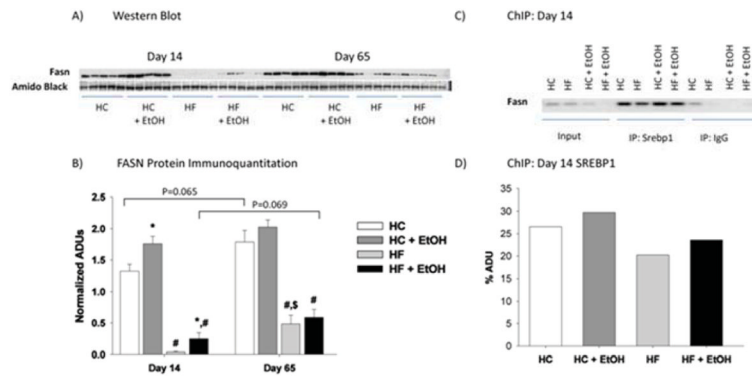 A) Western Blot
Day 14 Day 65
Fasn
Amido Black
HC HC + EtOH HF HF + EtOH HC HC + EtOH HF HF + EtOH
B) FASN Protein Immunoquantitation
P=0.065
P=0.069
Normalized ADUs
2.5
2.0
1.5
1.0
0.5
0.0
*
#
*,#
#,$
#
Day 14 Day 65
HC
HC + EtOH
HF
HF + EtOH
C) ChIP: Day 14
HC HF HC + EtOH HF + EtOH HC HF HC + EtOH HF + EtOH HC HF HC + EtOH HF + EtOH
Fasn
Input IP: Srebp1 IP: IgG
D) ChIP: Day 14 SREBP1
% ADU
35
30
25
20
15
10
5
0
HC HC + EtOH HF HF + EtOH